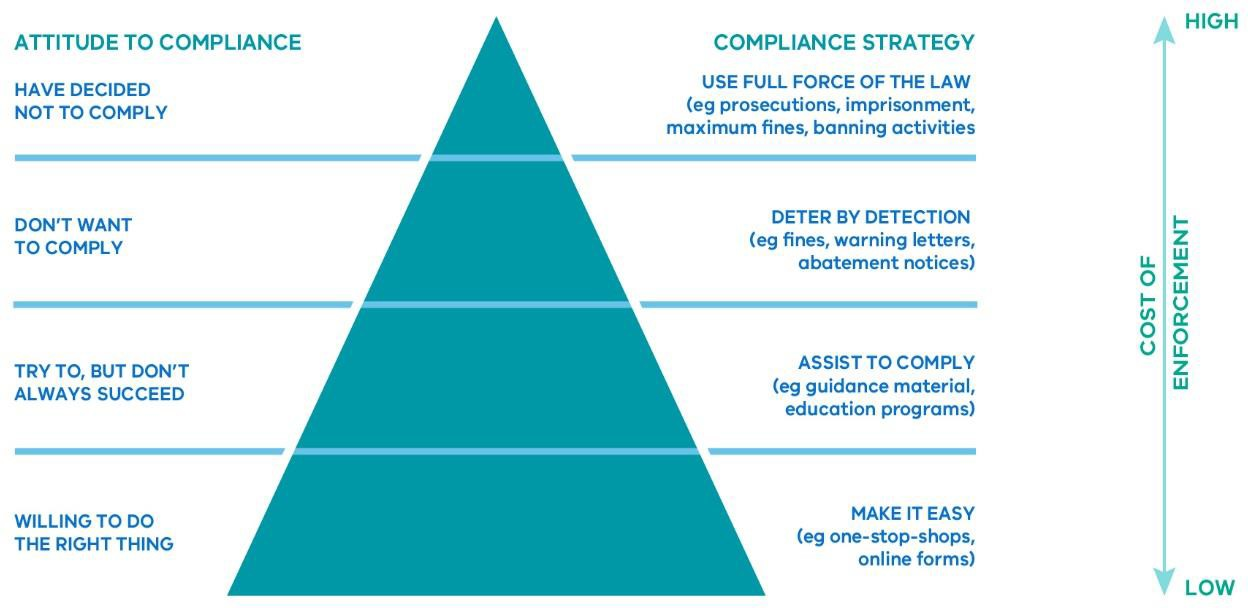 ATTITUDE TO COMPLIANCE
COMPLIANCE STRATEGY
HIGH
HAVE DECIDED
NOT TO COMPLY
USE FULL FORCE OF THE LAW
(eg prosecutions, imprisonment,
maximum fines, banning activities
DON'T WANT
TO COMPLY
DETER BY DETECTION
(eg fines, warning letters,
abatement notices)
TRY TO, BUT DON'T
ALWAYS SUCCEED
ASSIST TO COMPLY
(eg guidance material,
education programs)
WILLING TO DO
THE RIGHT THING
MAKE IT EASY
(eg one-stop-shops,
online forms)
COST OF
ENFORCEMENT
LOW